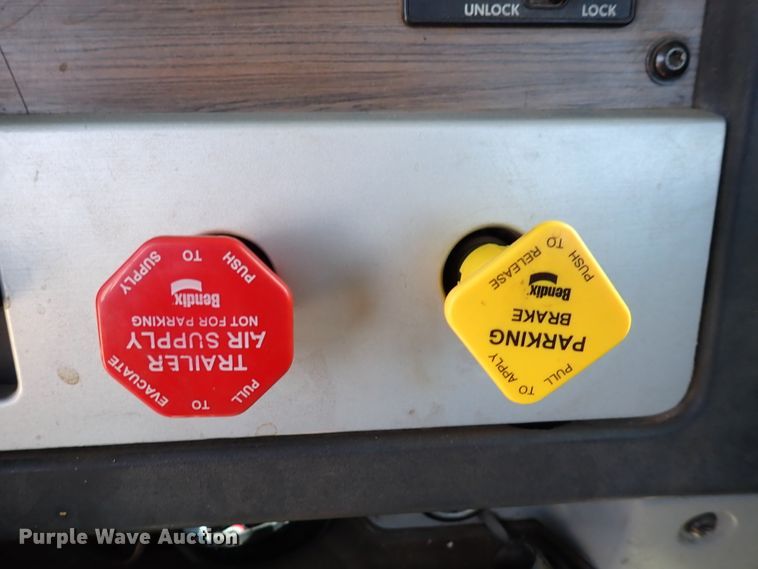 UNLOCK LOCK
PULL TO EVACUATE
TRAILER
AIR SUPPLY
NOT FOR PARKING
Bendix
PUSH TO SUPPLY
PULL
TO APPLY
PARKING
BRAKE
Bendix
PUSH TO
RELEASE
Purple Wave Auction